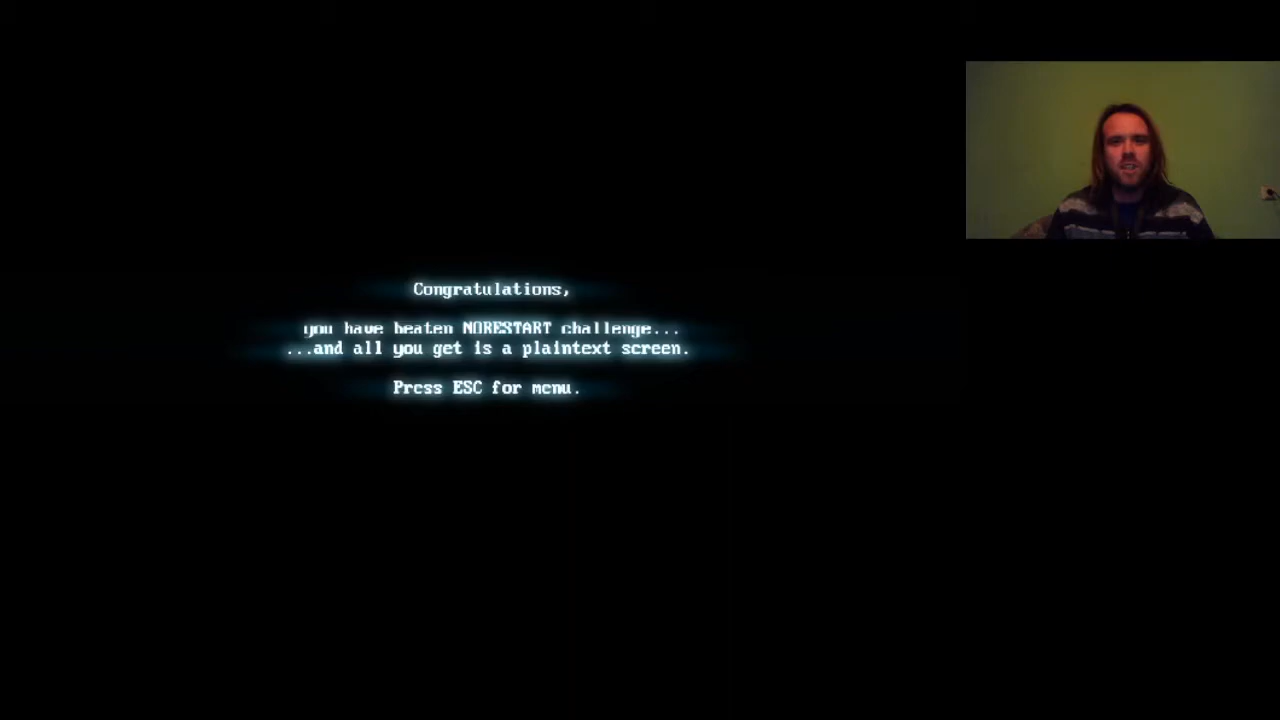 Congratulations,
you have beaten NORESTART challenge...
...and all you get is a plaintext screen.
Press ESC for menu.